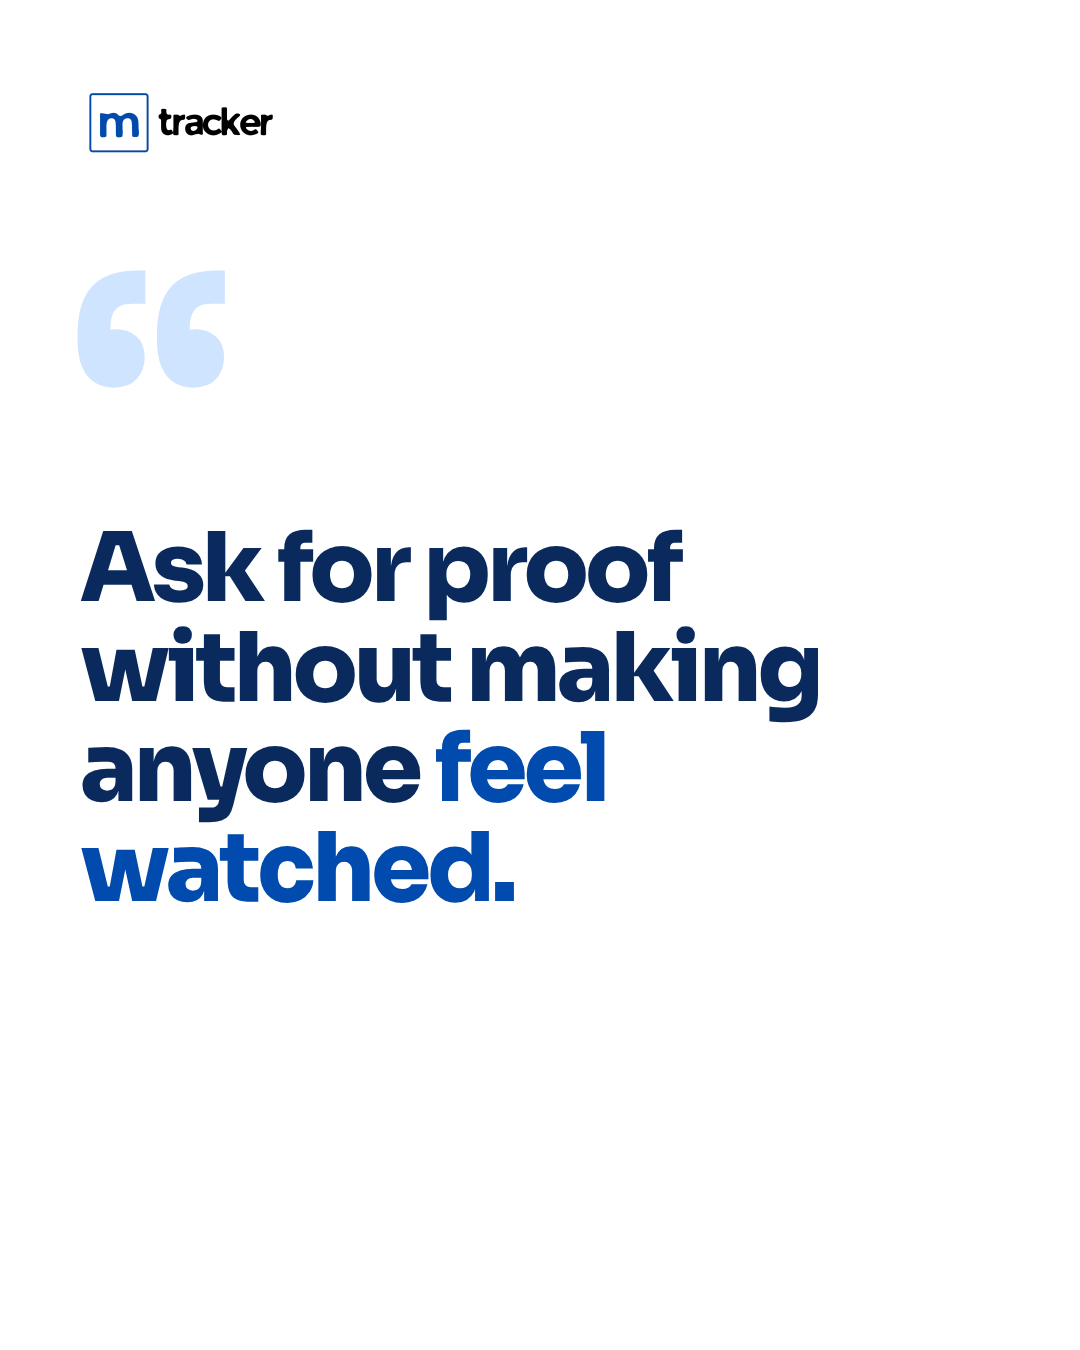 m tracker
“
Ask for proof
without making
anyone feel
watched.